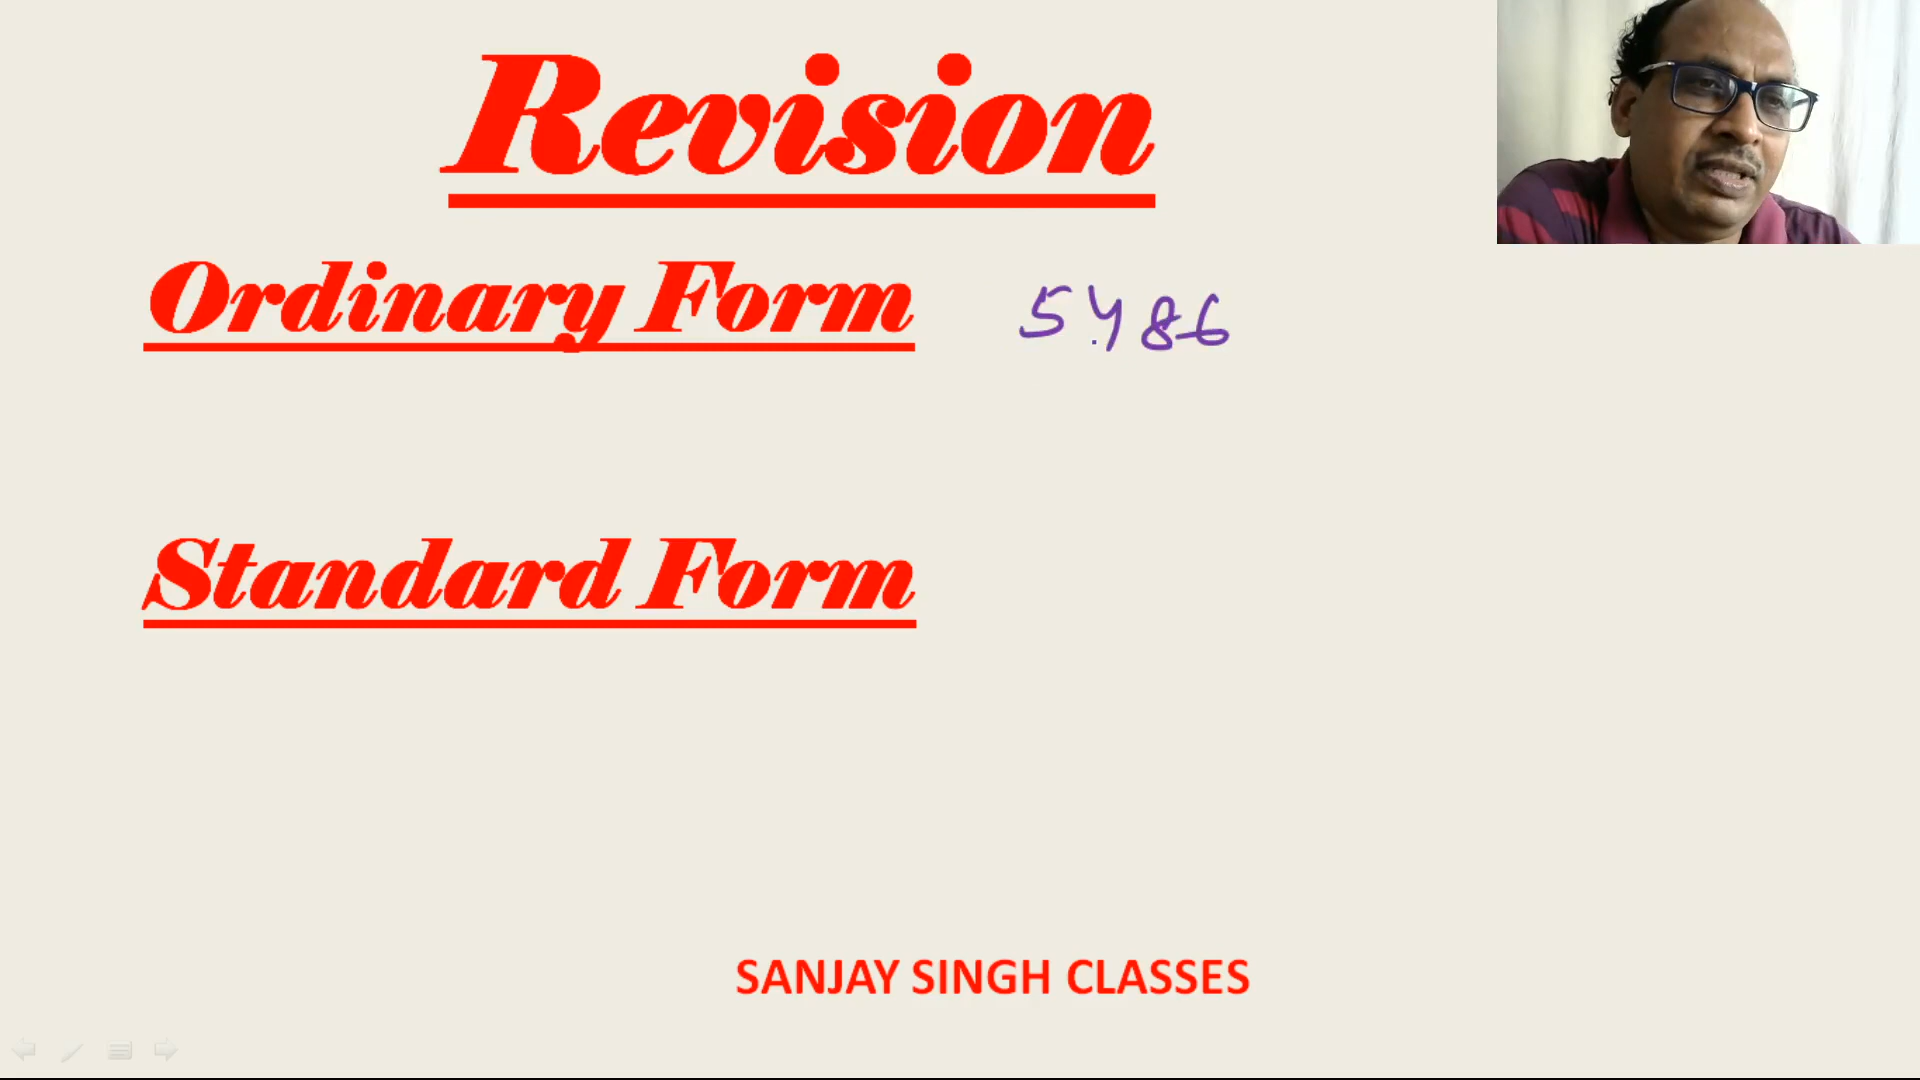 Revision
Ordinary Form 5486
Standard Form
SANJAY SINGH CLASSES